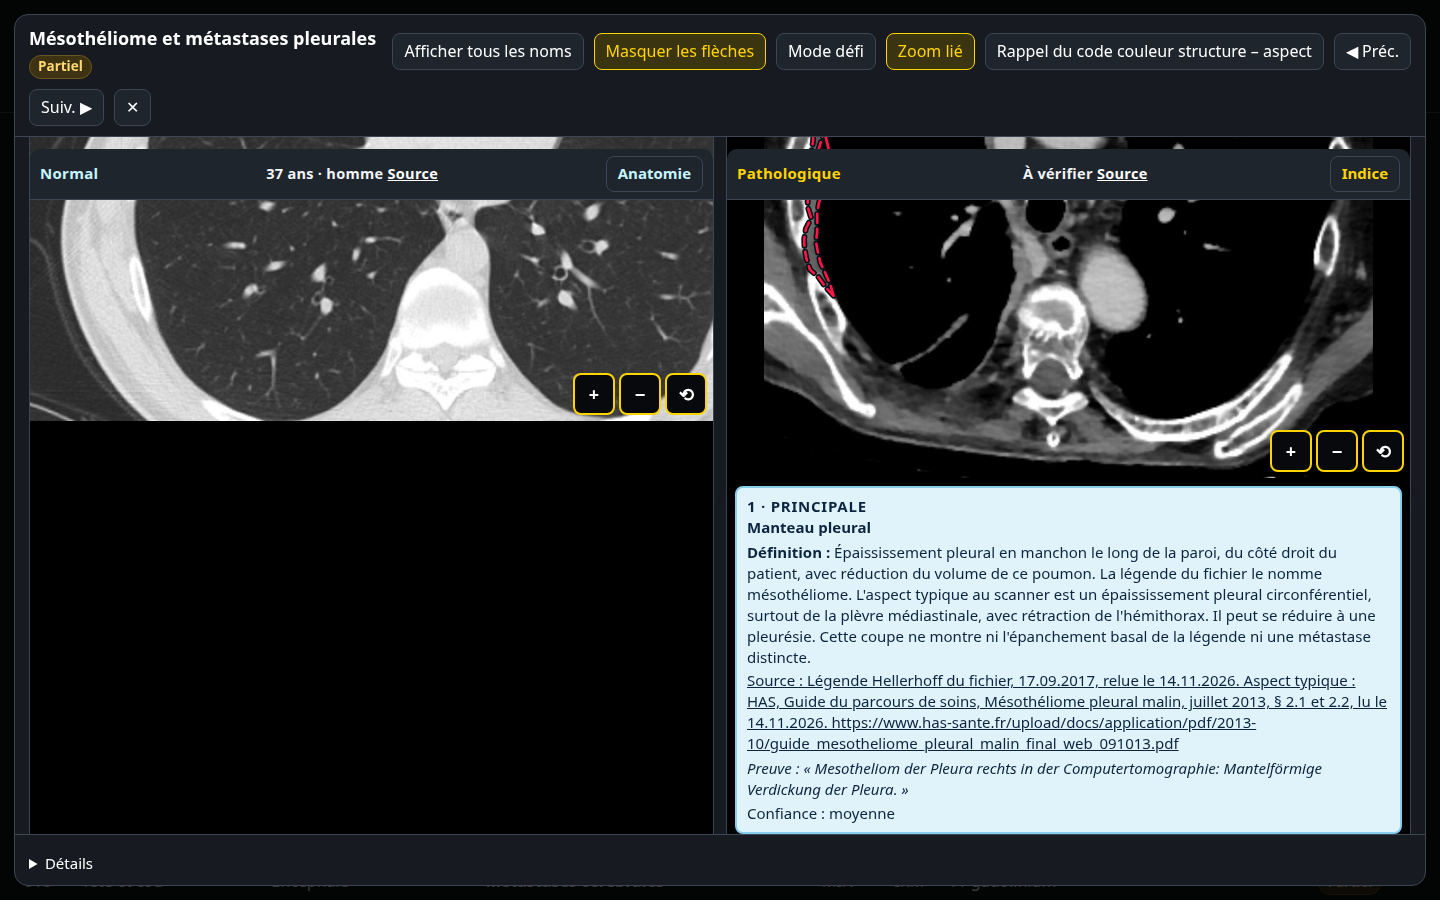 Mésothéliome et métastases pleurales
Partiel
Afficher tous les noms
Masquer les flèches
Mode défi
Zoom lié
Rappel du code couleur structure – aspect
◀ Préc.
Suiv. ▶
✕
Normal
37 ans · homme Source
Anatomie
Pathologique
À vérifier Source
Indice
+
−
⟲
+
−
⟲
1 · PRINCIPALE
Manteau pleural
Définition : Épaississement pleural en manchon le long de la paroi, du côté droit du
patient, avec réduction du volume de ce poumon. La légende du fichier le nomme
mésothéliome. L'aspect typique au scanner est un épaississement pleural circonférentiel,
surtout de la plèvre médiastinale, avec rétraction de l'hémithorax. Il peut se réduire à une
pleurésie. Cette coupe ne montre ni l'épanchement basal de la légende ni une métastase
distincte.
Source : Légende Hellerhoff du fichier, 17.09.2017, relue le 14.11.2026. Aspect typique :
HAS, Guide du parcours de soins, Mésothéliome pleural malin, juillet 2013, § 2.1 et 2.2, lu le
14.11.2026. https://www.has-sante.fr/upload/docs/application/pdf/2013-
10/guide_mesotheliome_pleural_malin_final_web_091013.pdf
Preuve : « Mesotheliom der Pleura rechts in der Computertomographie: Mantelförmige
Verdickung der Pleura. »
Confiance : moyenne
▶ Détails